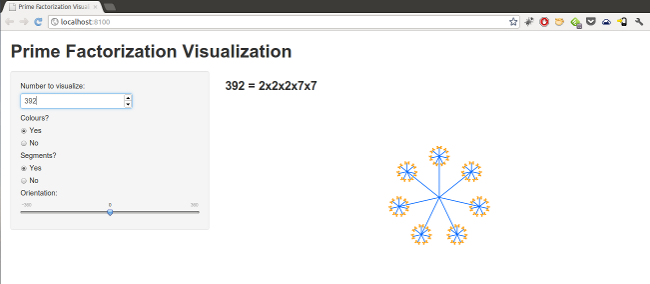 Prime Factorization Visual
localhost:8100
Prime Factorization Visualization
Number to visualize:
392 = 2x2x2x7x7
392
Colours?
Yes
No
Segments?
Yes
No
Orientation:
-360 0 360